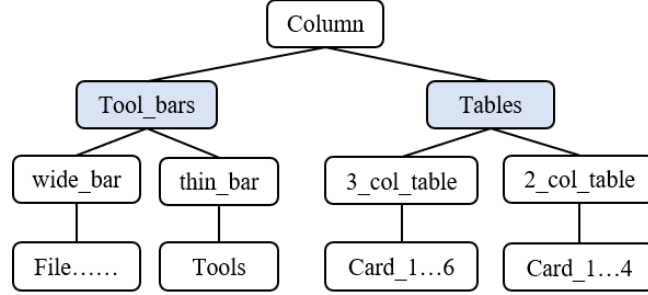 Column
Tool_bars Tables
wide_bar thin_bar 3_col_table 2_col_table
File…… Tools Card_1…6 Card_1…4